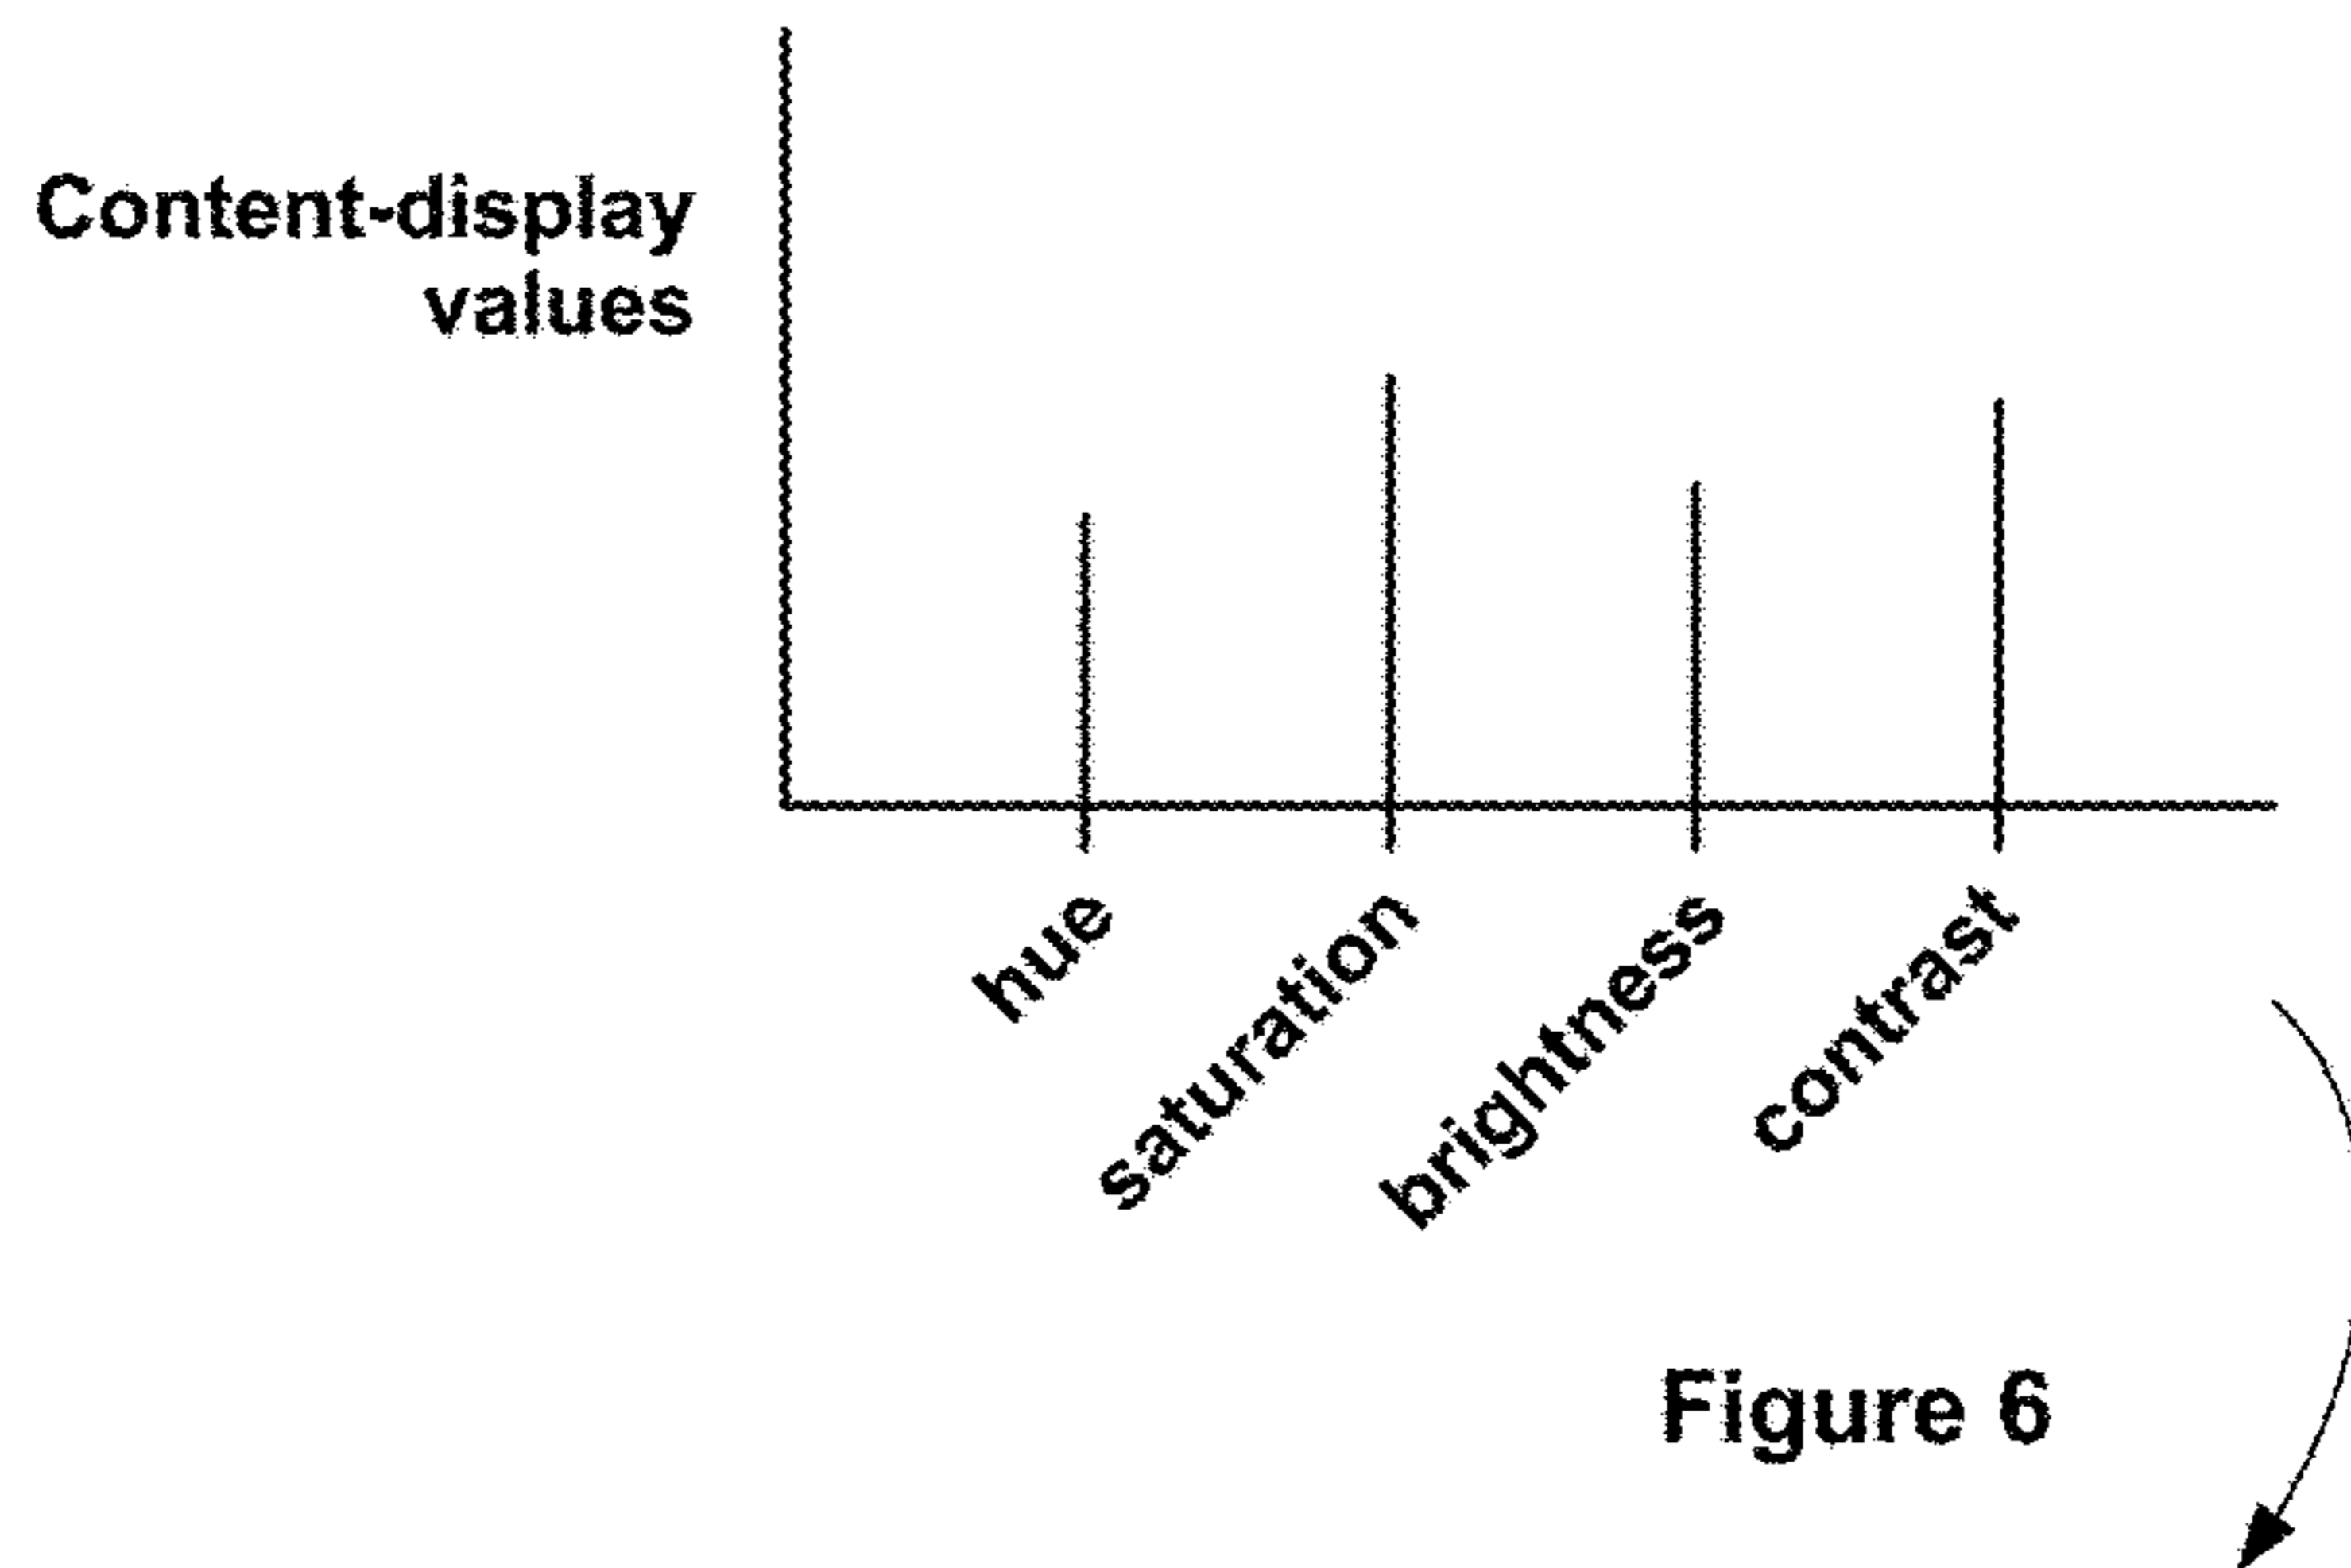 Content-display
values
hue
saturation
brightness
contrast
Figure 6